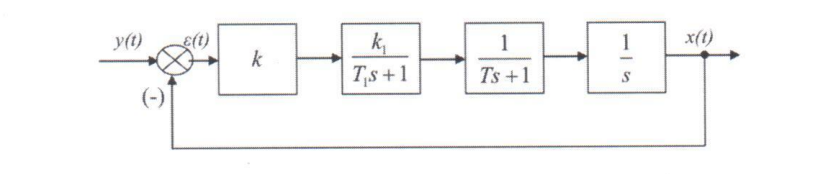 y(t) ε(t) k k₁ 1 1 x(t)
T₁s+1 Ts+1 s
(-)